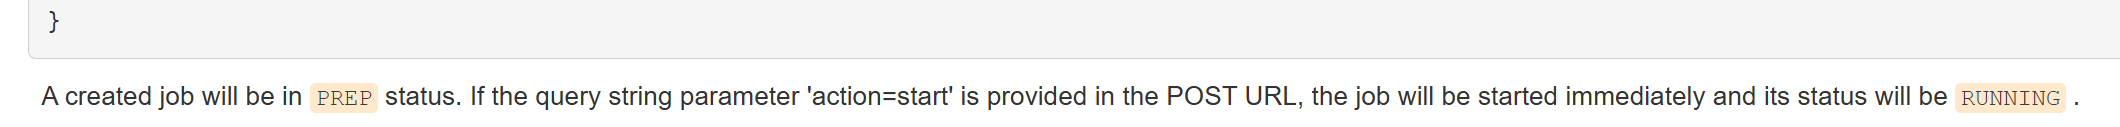 }
A created job will be in PREP status. If the query string parameter 'action=start' is provided in the POST URL, the job will be started immediately and its status will be RUNNING .